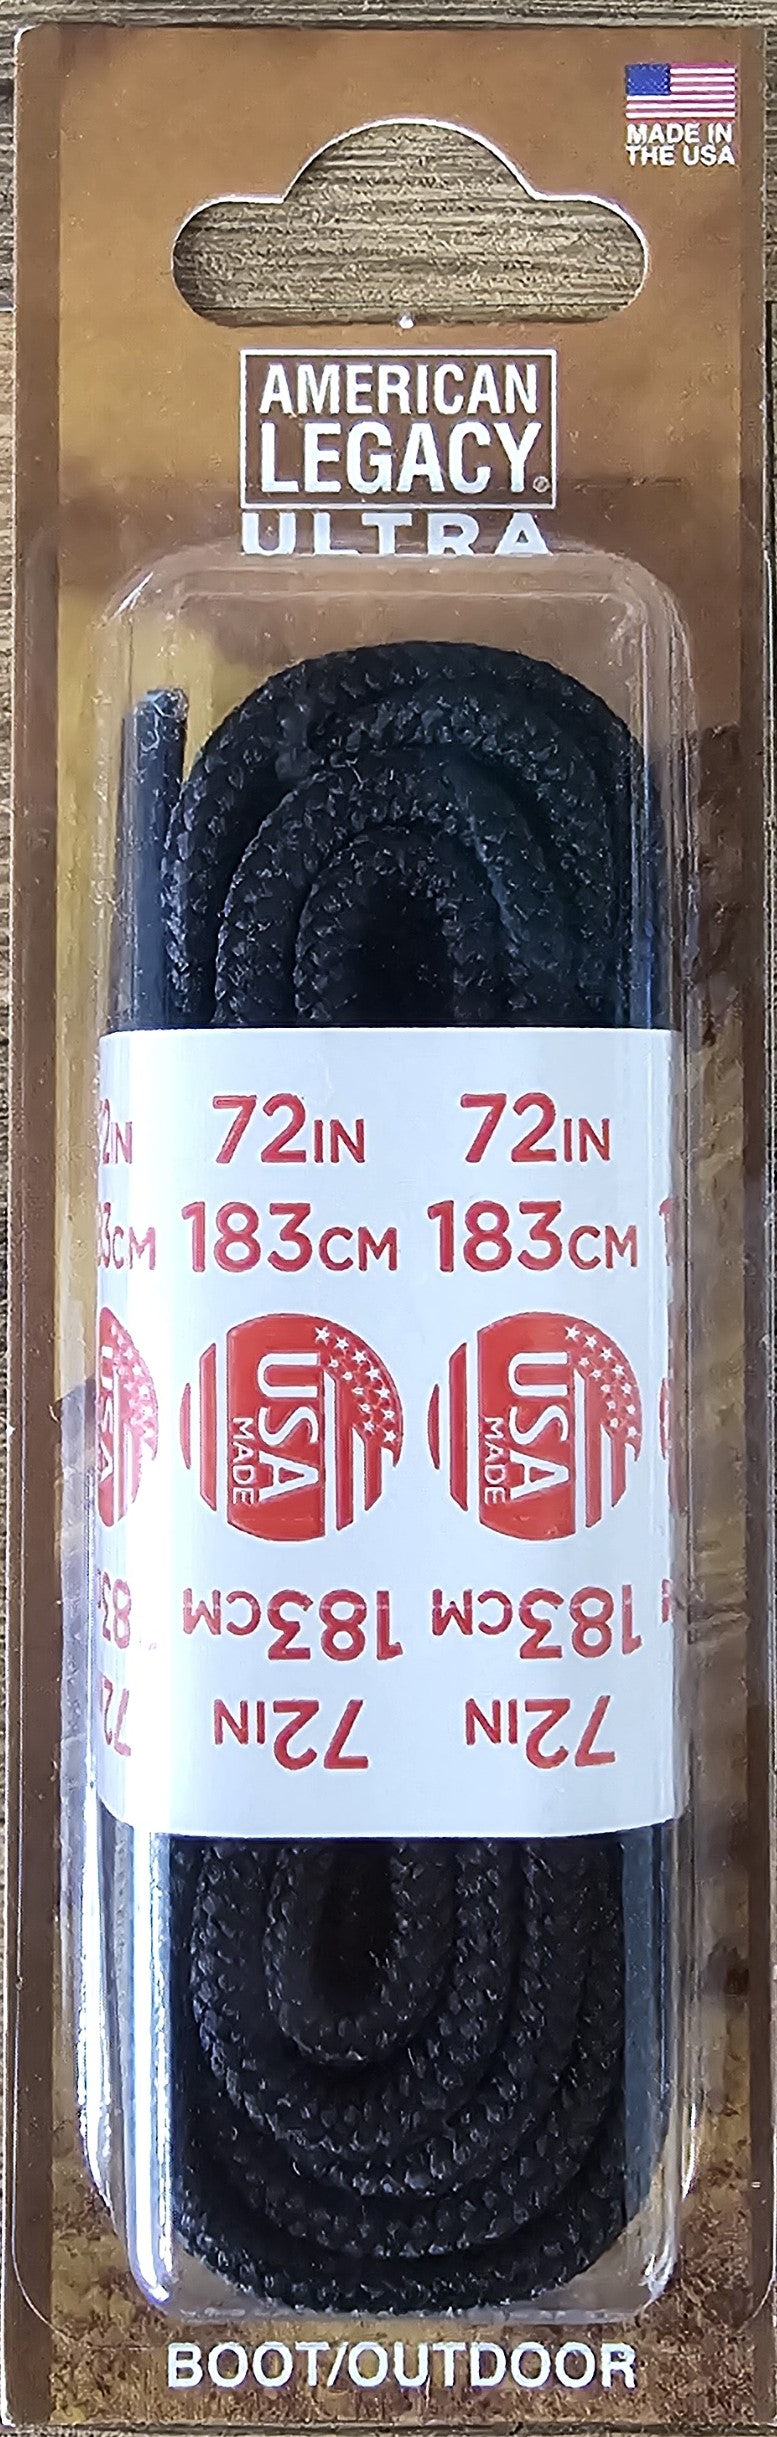 MADE IN
THE USA
AMERICAN
LEGACY®
ULTRA
72IN 72IN
183CM 183CM
USA USA
MADE MADE
183CM 183CM
72IN 72IN
BOOT/OUTDOOR